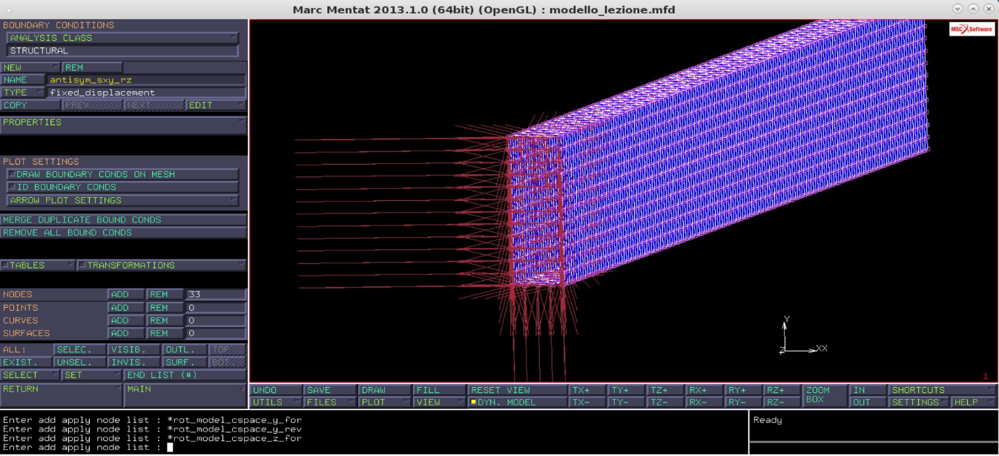 Marc Mentat 2013.1.0 (64bit) (OpenGL) : modello_lezione.mfd
BOUNDARY CONDITIONS
ANALYSIS CLASS
STRUCTURAL
NEW REM
NAME antisym_sxy_rz
TYPE fixed_displacement
COPY PREV NEXT EDIT
PROPERTIES
PLOT SETTINGS
DRAW BOUNDARY CONDS ON MESH
ID BOUNDARY CONDS
ARROW PLOT SETTINGS
MERGE DUPLICATE BOUND CONDS
REMOVE ALL BOUND CONDS
TABLES TRANSFORMATIONS
NODES ADD REM 33
POINTS ADD REM 0
CURVES ADD REM 0
SURFACES ADD REM 0
ALL: SELEC. VISIB. OUTL. TOP
EXIST. UNSEL. INVIS. SURF. BOT
SELECT SET END LIST (#)
RETURN MAIN
MSC Software
Y
Z XX
1
UNDO SAVE DRAW FILL RESET VIEW TX+ TY+ TZ+ RX+ RY+ RZ+ ZOOM BOX IN SHORTCUTS
UTILS FILES PLOT VIEW DYN. MODEL TX- TY- TZ- RX- RY- RZ- OUT SETTINGS HELP
Enter add apply node list : *rot_model_cspace_y_for
Enter add apply node list : *rot_model_cspace_y_rev
Enter add apply node list : *rot_model_cspace_z_for
Enter add apply node list :
Ready